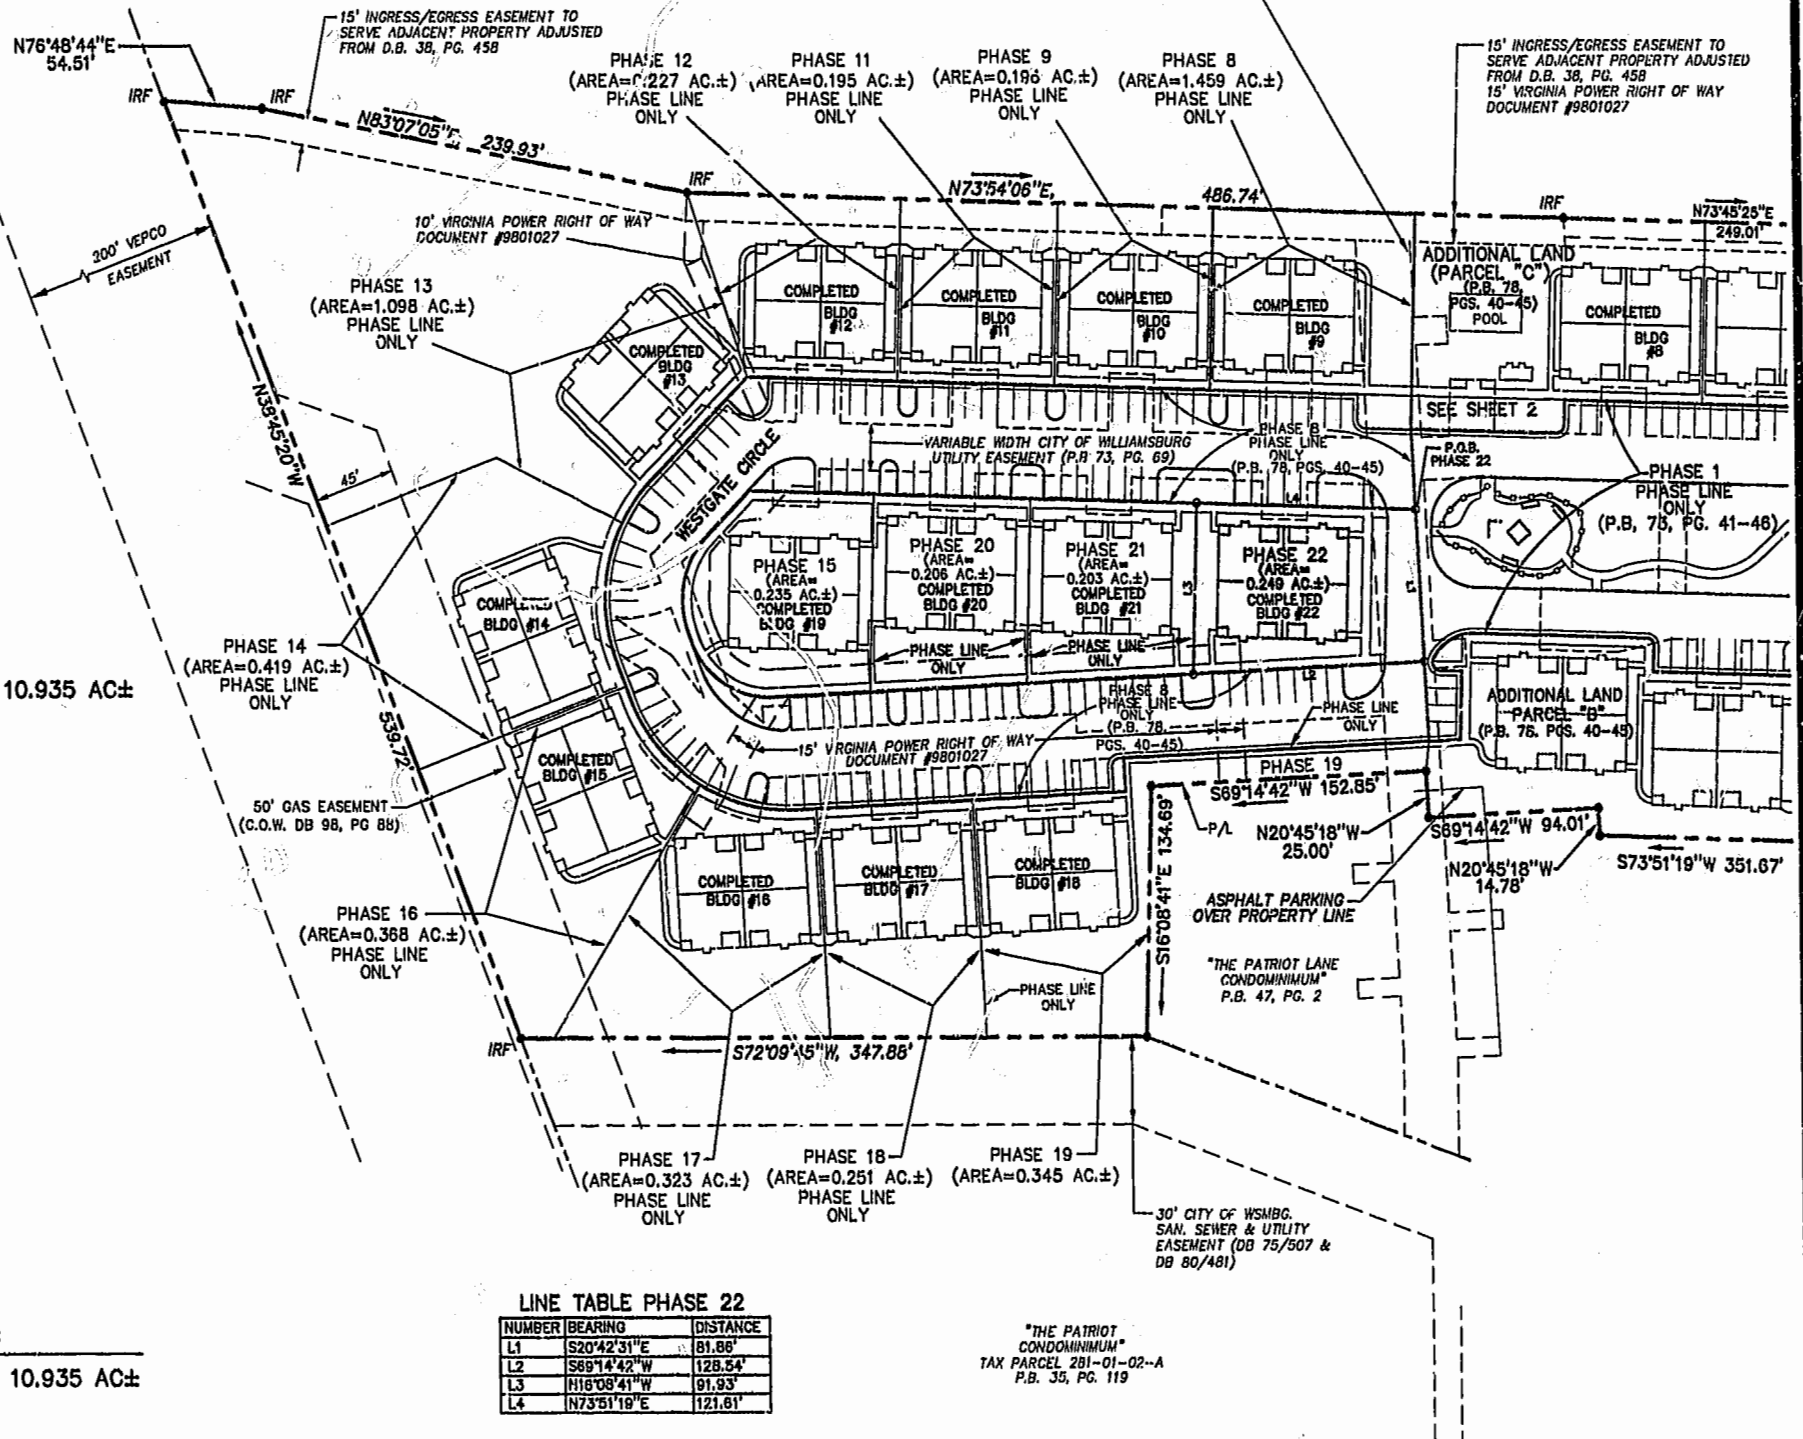 15' INGRESS/EGRESS EASEMENT TO
SERVE ADJACENT PROPERTY ADJUSTED
FROM D.B. 38, PG. 458
N76°48'44"E
54.51'
IRF
IRF
N83°07'05"E
239.93'
IRF
PHASE 12
(AREA=0.227 AC.±)
PHASE LINE
ONLY
PHASE 11
(AREA=0.195 AC.±)
PHASE LINE
ONLY
PHASE 9
(AREA=0.196 AC.±)
PHASE LINE
ONLY
PHASE 8
(AREA=1.459 AC.±)
PHASE LINE
ONLY
15' INGRESS/EGRESS EASEMENT TO
SERVE ADJACENT PROPERTY ADJUSTED
FROM D.B. 38, PG. 458
15' VIRGINIA POWER RIGHT OF WAY
DOCUMENT #9801027
N73°54'06"E,
486.74'
IRF
N73°45'25"E
249.01'
200' VEPCO
EASEMENT
10' VIRGINIA POWER RIGHT OF WAY
DOCUMENT #9801027
PHASE 13
(AREA=1.098 AC.±)
PHASE LINE
ONLY
COMPLETED
BLDG
#13
COMPLETED
BLDG
#12
COMPLETED
BLDG
#11
COMPLETED
BLDG
#10
COMPLETED
BLDG
#9
ADDITIONAL LAND
(PARCEL "C")
(P.B. 78,
PGS. 40-45)
POOL
COMPLETED
BLDG
#8
SEE SHEET 2
N38°45'20"W
539.72'
45'
WESTGATE CIRCLE
VARIABLE WIDTH CITY OF WILLIAMSBURG
UTILITY EASEMENT (P.B 73, PG. 69)
PHASE 8
PHASE LINE
ONLY
(P.B. 78, PGS. 40-45)
P.O.B.
PHASE 22
PHASE 1
PHASE LINE
ONLY
(P.B, 73, PG. 41-46)
L4
PHASE 15
(AREA=
0.235 AC.±)
COMPLETED
BLDG #19
PHASE 20
(AREA=
0.206 AC.±)
COMPLETED
BLDG #20
PHASE 21
(AREA=
0.203 AC.±)
COMPLETED
BLDG #21
L3
PHASE 22
(AREA=
0.249 AC.±)
COMPLETED
BLDG #22
L1
PHASE LINE
ONLY
PHASE LINE
ONLY
L2
COMPLETED
BLDG #14
PHASE 14
(AREA=0.419 AC.±)
PHASE LINE
ONLY
10.935 AC±
PHASE 8
PHASE LINE
ONLY
(P.B. 78,
PGS. 40-45)
PHASE LINE
ONLY
ADDITIONAL LAND
PARCEL "B"
(P.B. 78, PGS. 40-45)
15' VIRGINIA POWER RIGHT OF WAY
DOCUMENT #9801027
COMPLETED
BLDG #15
50' GAS EASEMENT
(C.O.W. DB 98, PG 88)
PHASE 19
S69°14'42"W 152.85'
P/L
N20°45'18"W
25.00'
S69°14'42"W 94.01'
N20°45'18"W
14.78'
S73°51'19"W 351.67'
S16°08'41"E 134.69'
COMPLETED
BLDG #16
COMPLETED
BLDG #17
COMPLETED
BLDG #18
ASPHALT PARKING
OVER PROPERTY LINE
PHASE 16
(AREA=0.368 AC.±)
PHASE LINE
ONLY
"THE PATRIOT LANE
CONDOMINIMUM"
P.B. 47, PG. 2
PHASE LINE
ONLY
IRF
S72°09'45"W, 347.88'
PHASE 17
(AREA=0.323 AC.±)
PHASE LINE
ONLY
PHASE 18
(AREA=0.251 AC.±)
PHASE LINE
ONLY
PHASE 19
(AREA=0.345 AC.±)
30' CITY OF WSMBG.
SAN. SEWER & UTILITY
EASEMENT (DB 75/507 &
DB 80/481)
LINE TABLE PHASE 22
NUMBER BEARING DISTANCE
L1 S20°42'31"E 81.86'
L2 S69°14'42"W 128.54'
L3 N16°08'41"W 91.93'
L4 N73°51'19"E 121.61'
"THE PATRIOT
CONDOMINIMUM"
TAX PARCEL 281-01-02--A
P.B. 35, PG. 119
10.935 AC±